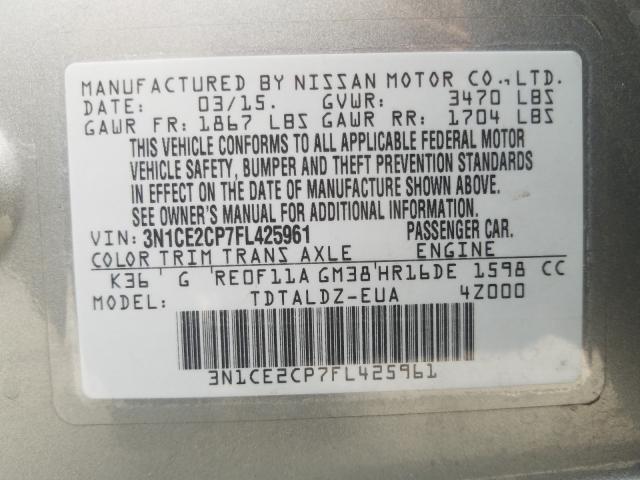 MANUFACTURED BY NISSAN MOTOR CO.,LTD.
DATE: 03/15. GVWR: 3470 LBS
GAWR FR: 1867 LBS GAWR RR: 1704 LBS
THIS VEHICLE CONFORMS TO ALL APPLICABLE FEDERAL MOTOR
VEHICLE SAFETY, BUMPER AND THEFT PREVENTION STANDARDS
IN EFFECT ON THE DATE OF MANUFACTURE SHOWN ABOVE.
SEE OWNER'S MANUAL FOR ADDITIONAL INFORMATION.
VIN: 3N1CE2CP7FL425961 PASSENGER CAR.
COLOR TRIM TRANS AXLE ENGINE
K36 G RE0F11A GM38 HR16DE 1598 CC
MODEL: TDTALDZ-EUA 4Z000
3N1CE2CP7FL425961